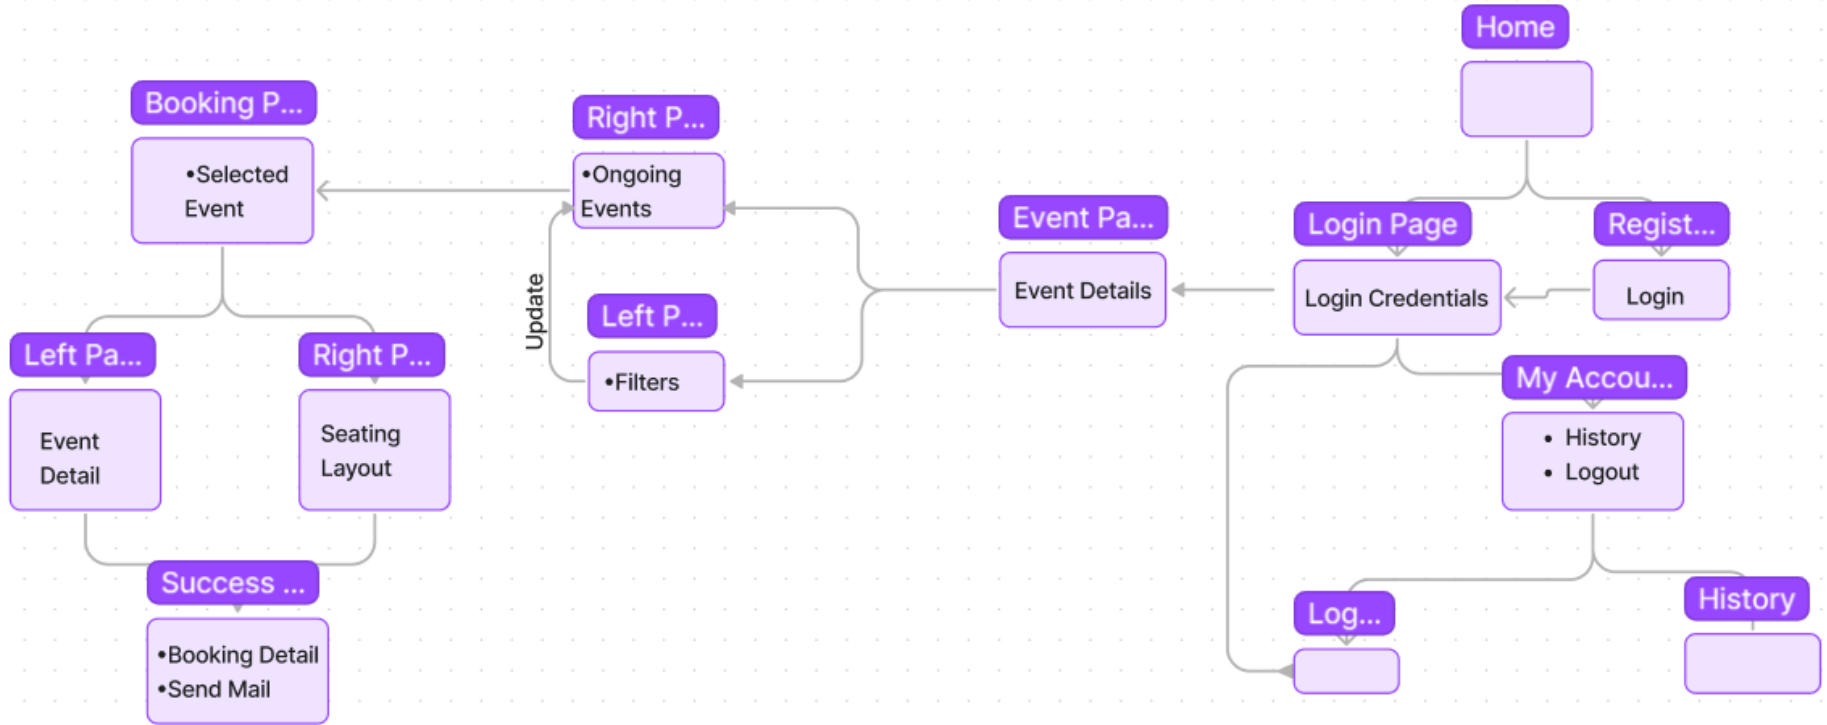 Home
Booking P...
•Selected
Event
Right P...
•Ongoing
Events
Event Pa...
Event Details
Login Page
Login Credentials
Regist...
Login
Update
Left P...
•Filters
Left Pa...
Event
Detail
Right P...
Seating
Layout
My Accou...
• History
• Logout
Success ...
•Booking Detail
•Send Mail
Log...
History